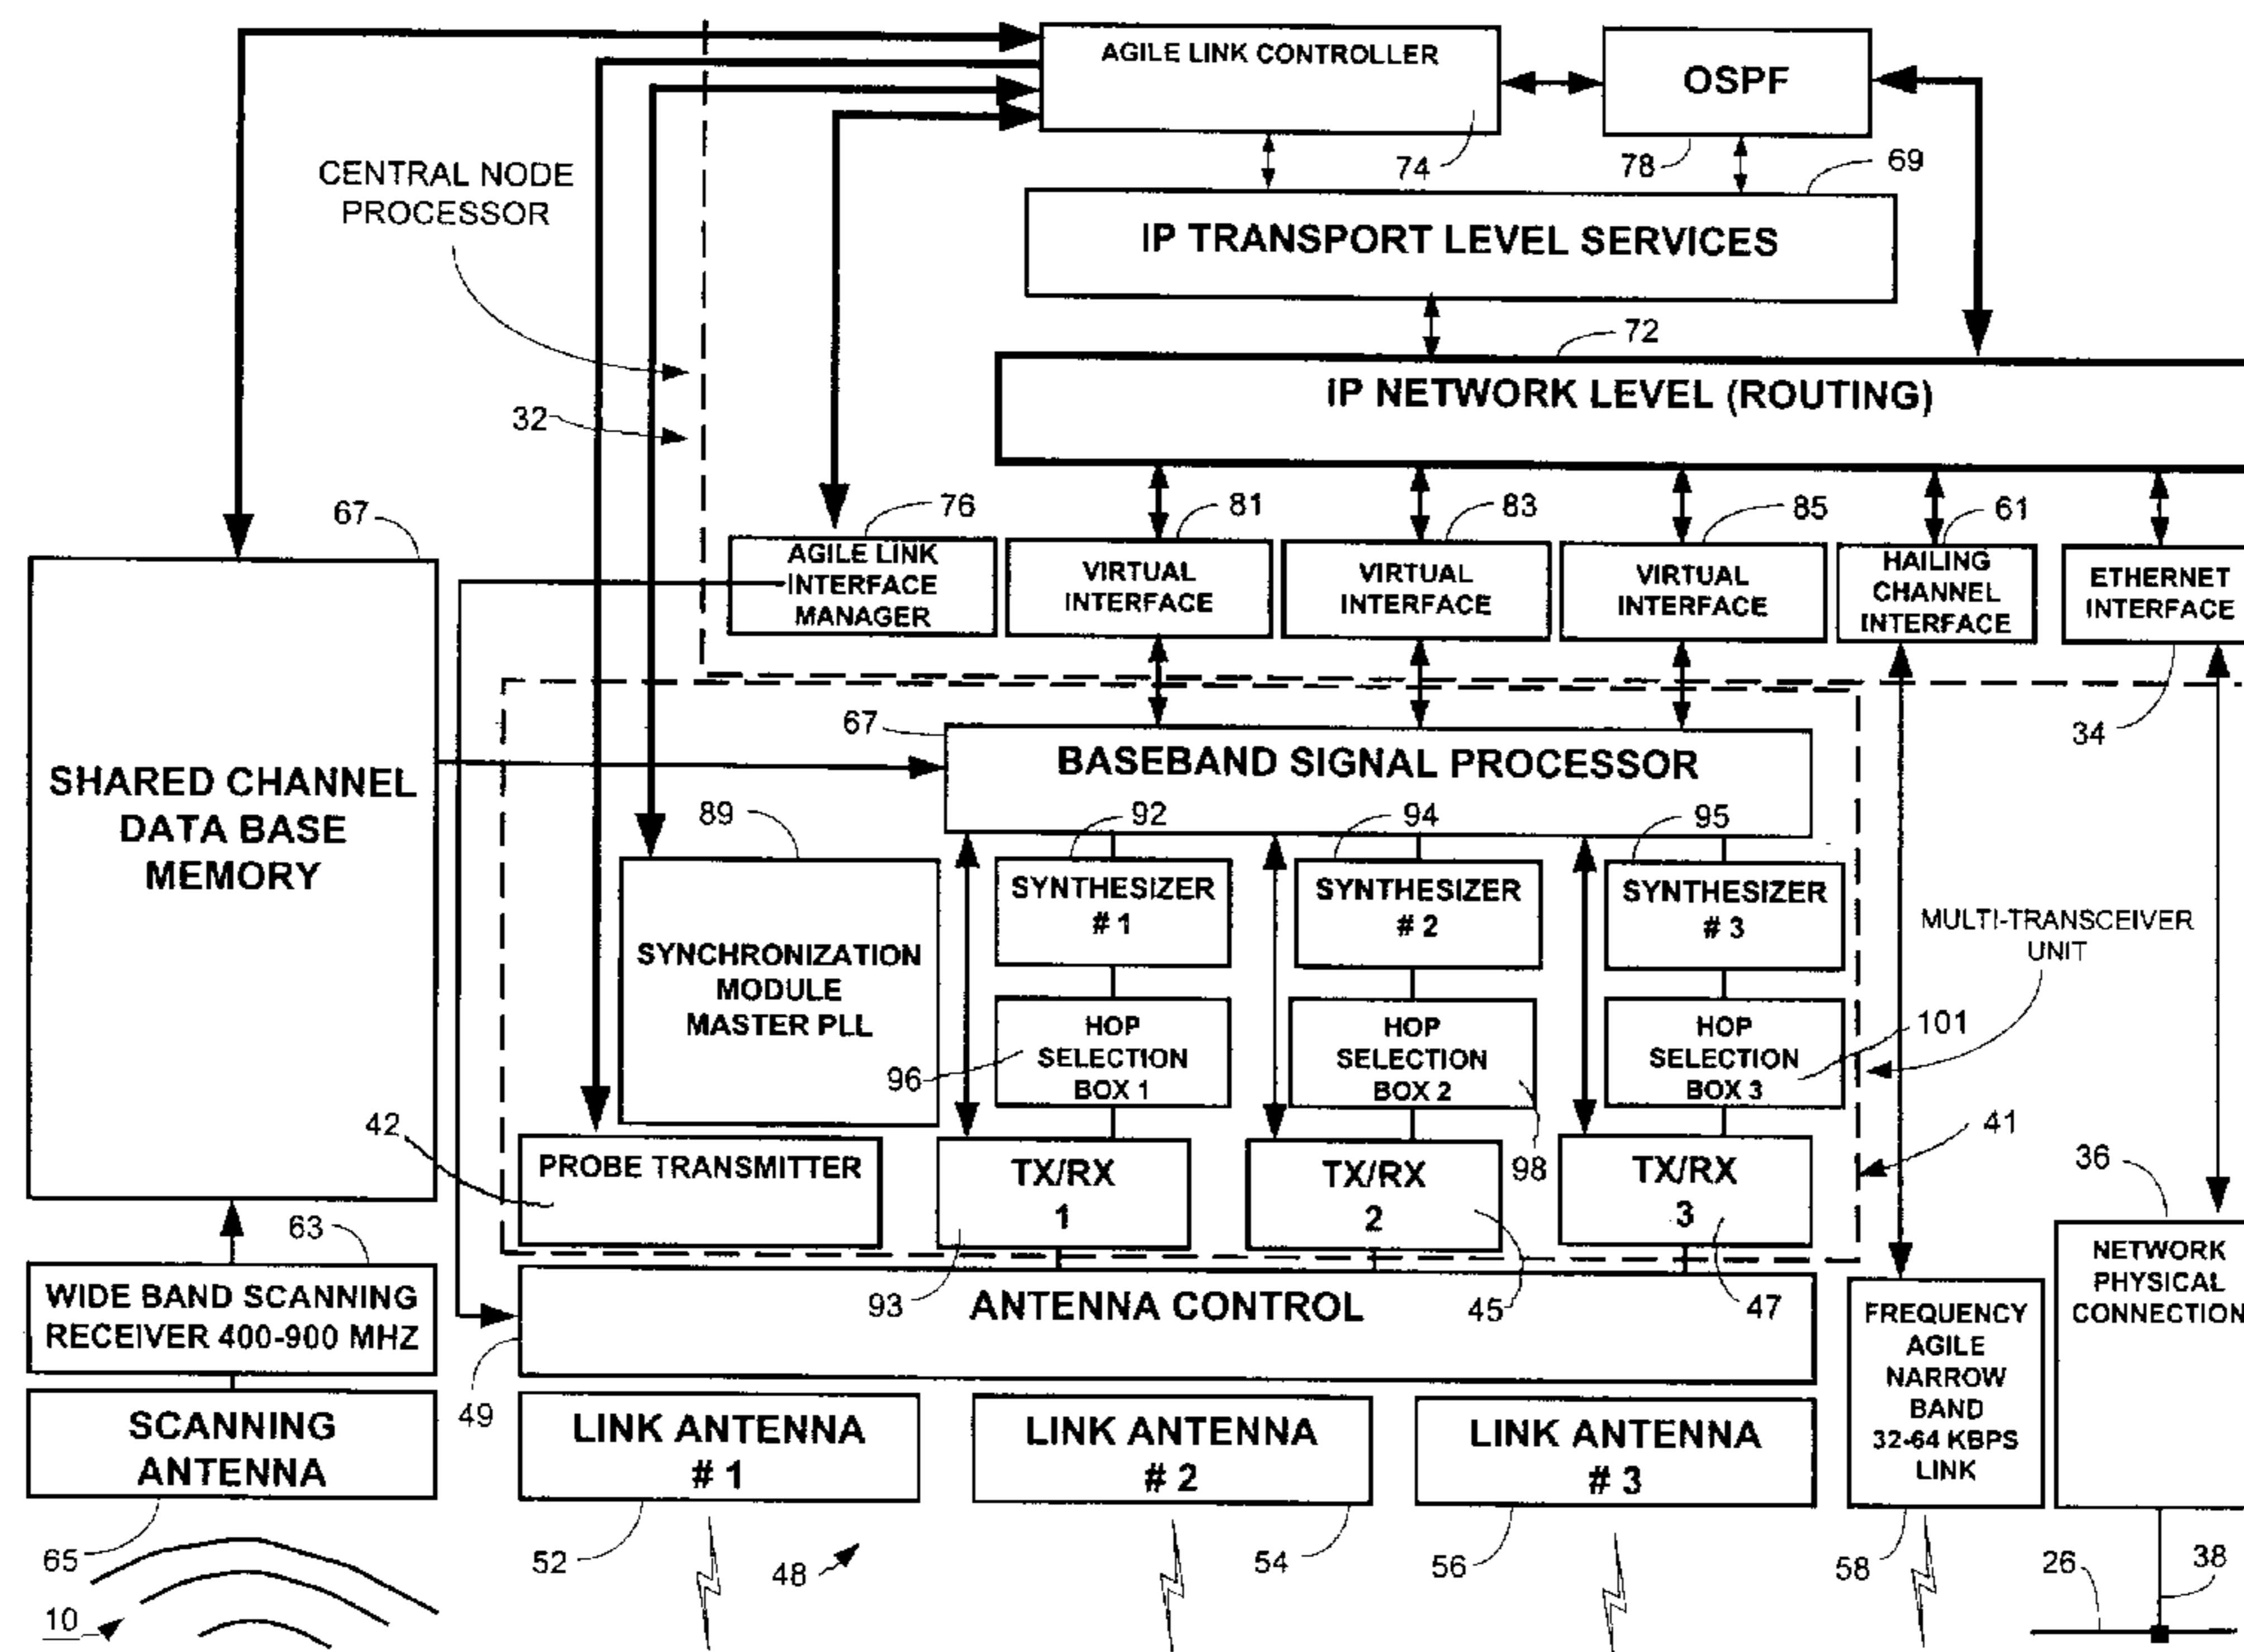 AGILE LINK CONTROLLER
OSPF
74
78
69
CENTRAL NODE
PROCESSOR
IP TRANSPORT LEVEL SERVICES
72
IP NETWORK LEVEL (ROUTING)
32
67
76
81
83
85
61
AGILE LINK
INTERFACE
MANAGER
VIRTUAL
INTERFACE
VIRTUAL
INTERFACE
VIRTUAL
INTERFACE
HAILING
CHANNEL
INTERFACE
ETHERNET
INTERFACE
34
SHARED CHANNEL
DATA BASE
MEMORY
67
BASEBAND SIGNAL PROCESSOR
89
92
94
95
SYNTHESIZER
# 1
SYNTHESIZER
# 2
SYNTHESIZER
# 3
MULTI-TRANSCEIVER
UNIT
SYNCHRONIZATION
MODULE
MASTER PLL
HOP
SELECTION
BOX 1
HOP
SELECTION
BOX 2
HOP
SELECTION
BOX 3
96
98
101
42
41
36
PROBE TRANSMITTER
TX/RX
1
TX/RX
2
TX/RX
3
63
WIDE BAND SCANNING
RECEIVER 400-900 MHZ
93
ANTENNA CONTROL
45
47
FREQUENCY
AGILE
NARROW
BAND
32-64 KBPS
LINK
NETWORK
PHYSICAL
CONNECTION
49
SCANNING
ANTENNA
LINK ANTENNA
# 1
LINK ANTENNA
# 2
LINK ANTENNA
# 3
65
52
48
54
56
58
26
38
10